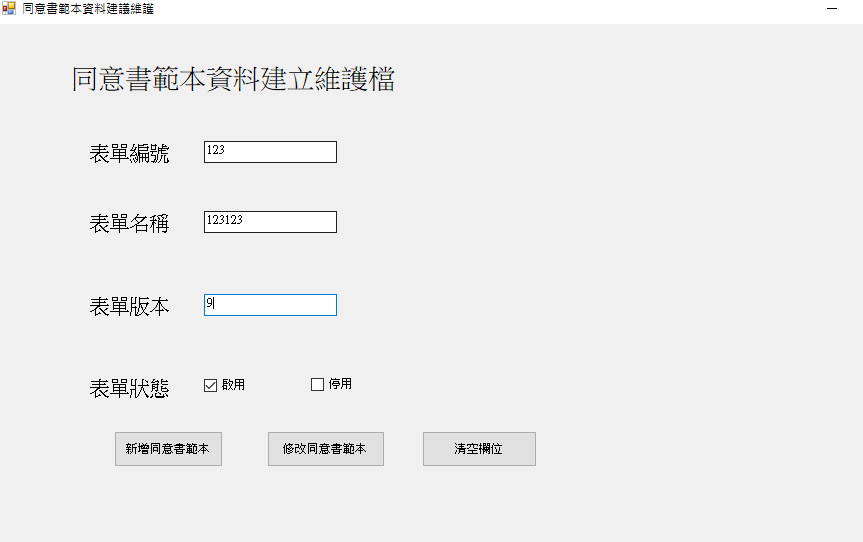 同意書範本資料建議維護
同意書範本資料建立維護檔
表單編號 123
表單名稱 123123
表單版本 9
表單狀態 啟用 停用
新增同意書範本 修改同意書範本 清空欄位